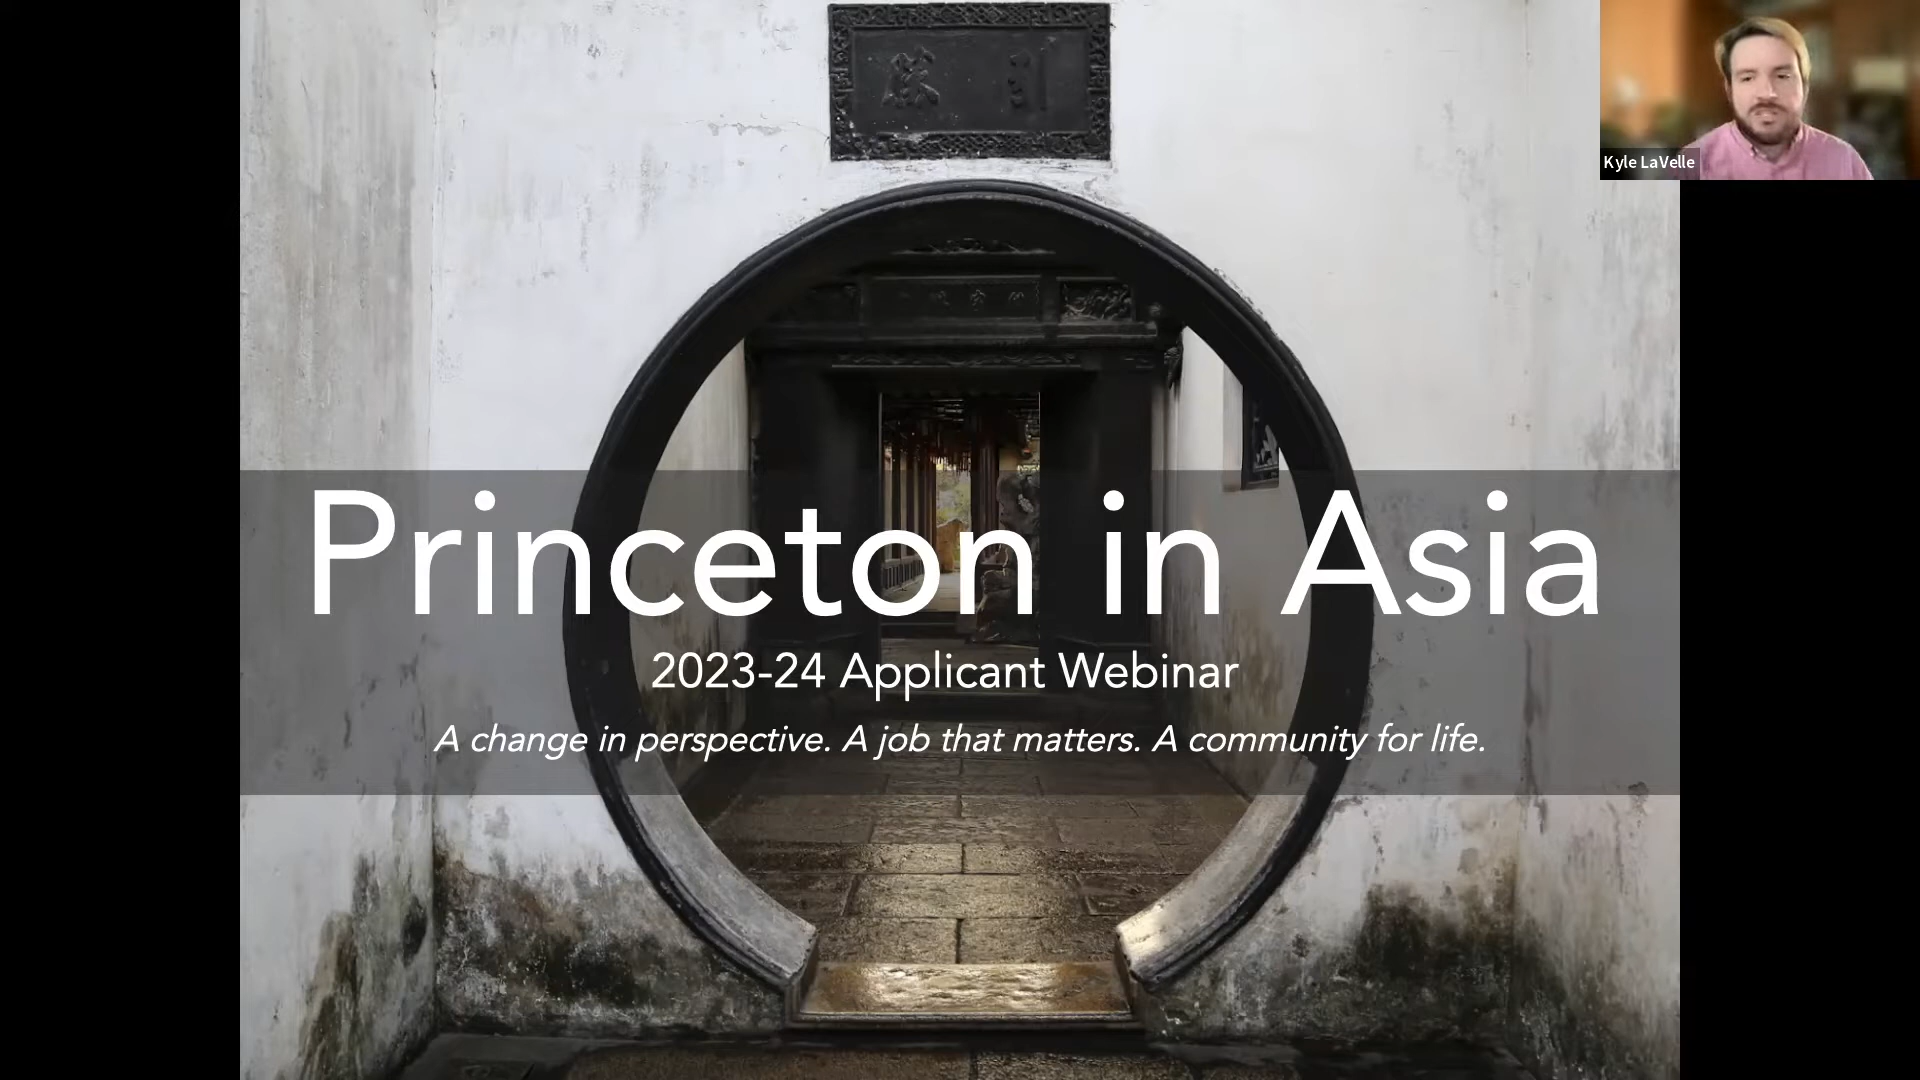 Kyle LaVelle
Princeton in Asia
2023-24 Applicant Webinar
A change in perspective. A job that matters. A community for life.